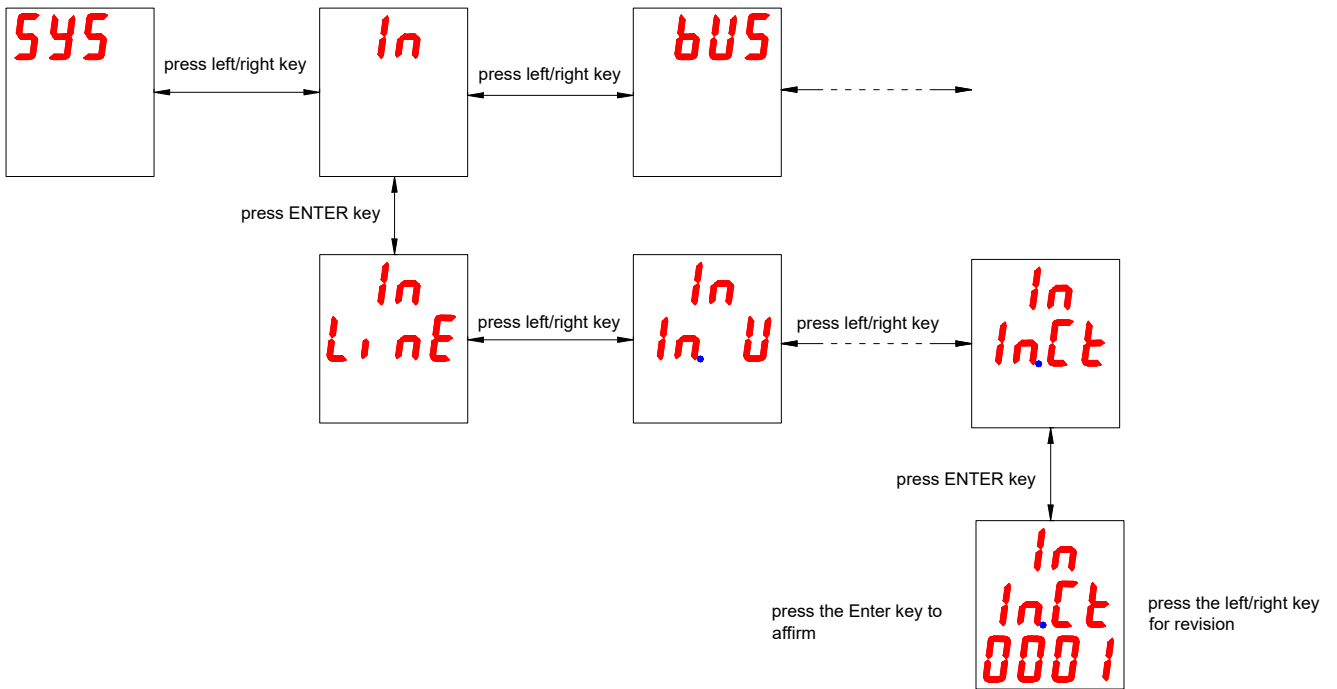 SYS
In
bUS
press left/right key
press left/right key
press ENTER key
In
LinE
press left/right key
In
In. U
press left/right key
In
In.Ct
press ENTER key
In
In.Ct
0001
press the Enter key to
affirm
press the left/right key
for revision